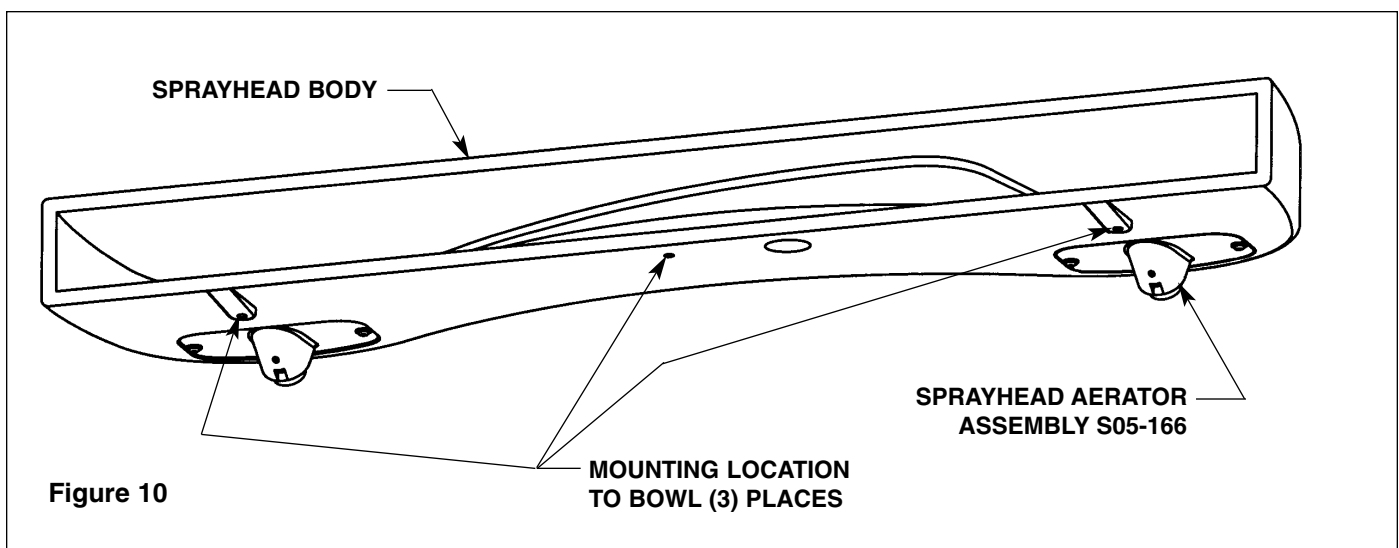 SPRAYHEAD BODY
SPRAYHEAD AERATOR
ASSEMBLY S05-166
MOUNTING LOCATION
TO BOWL (3) PLACES
Figure 10